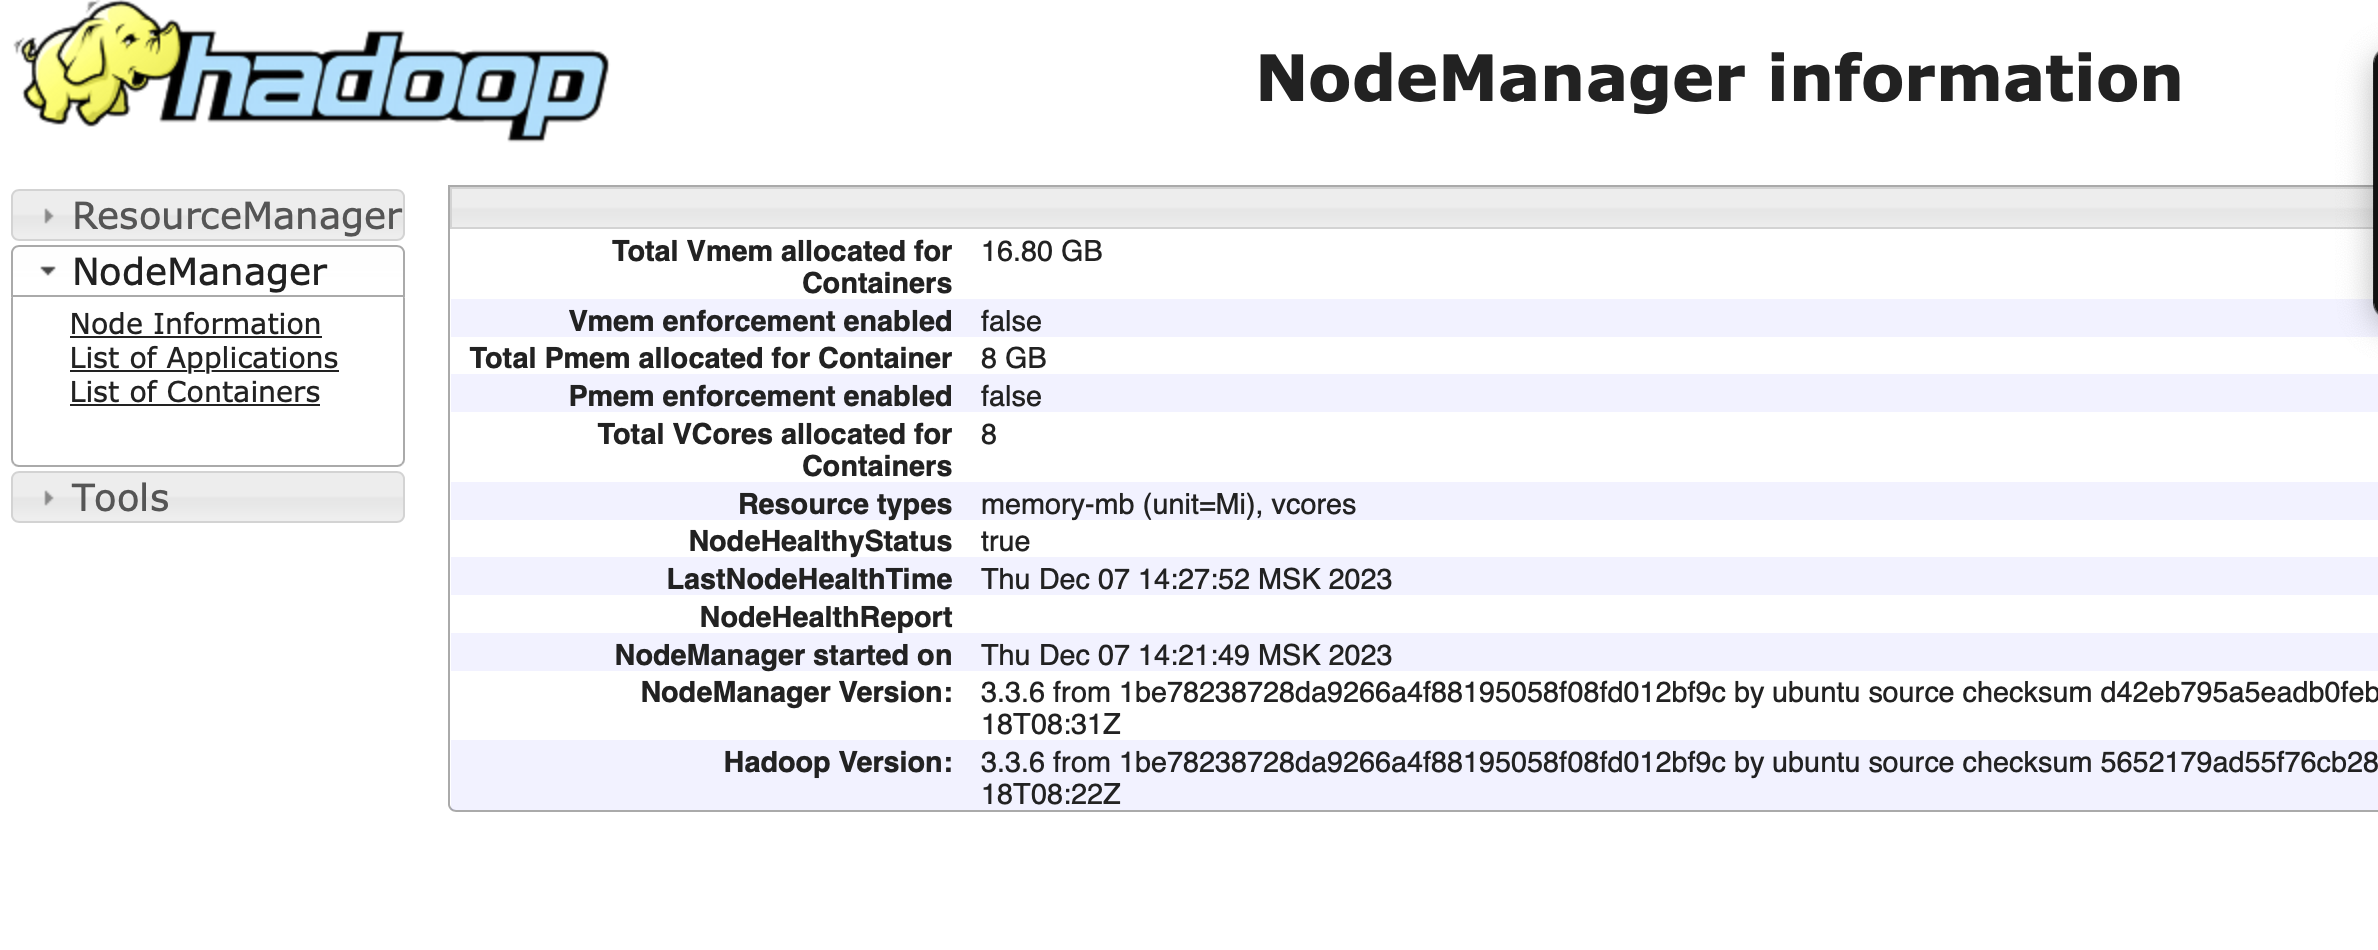 hadoop
NodeManager information
ResourceManager
NodeManager
Node Information
List of Applications
List of Containers
Tools
Total Vmem allocated for 16.80 GB
Containers
Vmem enforcement enabled false
Total Pmem allocated for Container 8 GB
Pmem enforcement enabled false
Total VCores allocated for 8
Containers
Resource types memory-mb (unit=Mi), vcores
NodeHealthyStatus true
LastNodeHealthTime Thu Dec 07 14:27:52 MSK 2023
NodeHealthReport
NodeManager started on Thu Dec 07 14:21:49 MSK 2023
NodeManager Version: 3.3.6 from 1be78238728da9266a4f88195058f08fd012bf9c by ubuntu source checksum d42eb795a5eadb0feb
18T08:31Z
Hadoop Version: 3.3.6 from 1be78238728da9266a4f88195058f08fd012bf9c by ubuntu source checksum 5652179ad55f76cb28
18T08:22Z